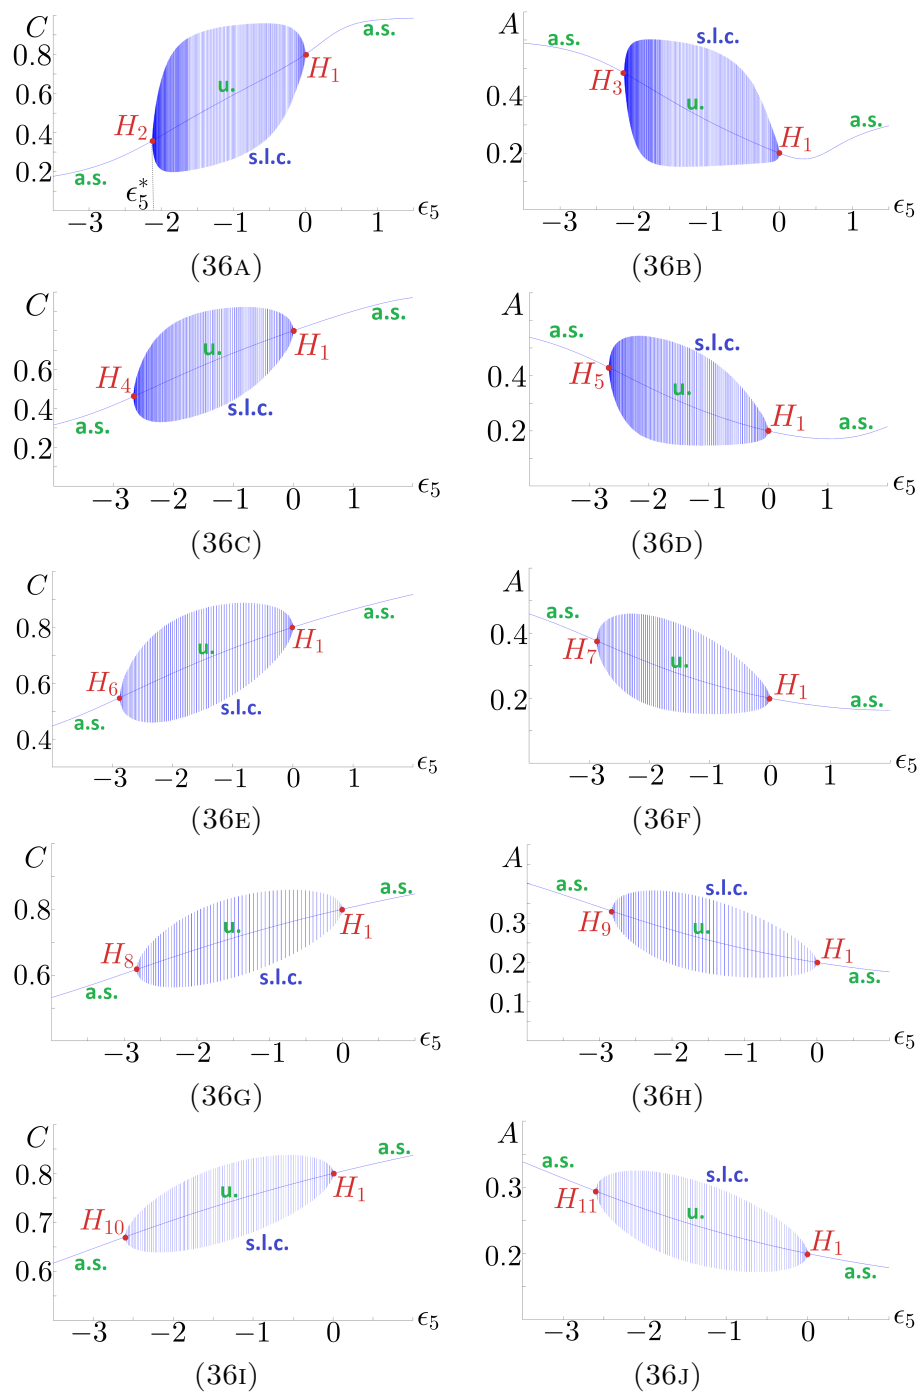 C
0.8
0.6
0.4
0.2
a.s.
u.
s.l.c.
a.s.
H₂
H₁
ϵ₅*
−3 −2 −1 0 1 ϵ₅
(36A)
A
0.4
0.2
a.s.
s.l.c.
u.
a.s.
H₃
H₁
−3 −2 −1 0 1 ϵ₅
(36B)
C
0.6
0.4
0.2
a.s.
u.
s.l.c.
a.s.
H₄
H₁
−3 −2 −1 0 1 ϵ₅
(36C)
A
0.4
0.2
a.s.
s.l.c.
u.
a.s.
H₅
H₁
−3 −2 −1 0 1 ϵ₅
(36D)
C
0.8
0.6
0.4
a.s.
u.
s.l.c.
a.s.
H₆
H₁
−3 −2 −1 0 1 ϵ₅
(36E)
A
0.4
0.2
a.s.
s.l.c.
u.
a.s.
H₇
H₁
−3 −2 −1 0 1 ϵ₅
(36F)
C
0.8
0.6
a.s.
u.
s.l.c.
a.s.
H₈
H₁
−3 −2 −1 0 ϵ₅
(36G)
A
0.3
0.2
0.1
a.s.
s.l.c.
u.
a.s.
H₉
H₁
−3 −2 −1 0 ϵ₅
(36H)
C
0.8
0.7
0.6
a.s.
u.
s.l.c.
a.s.
H₁₀
H₁
−3 −2 −1 0 ϵ₅
(36I)
A
0.3
0.2
a.s.
s.l.c.
u.
a.s.
H₁₁
H₁
−3 −2 −1 0 ϵ₅
(36J)